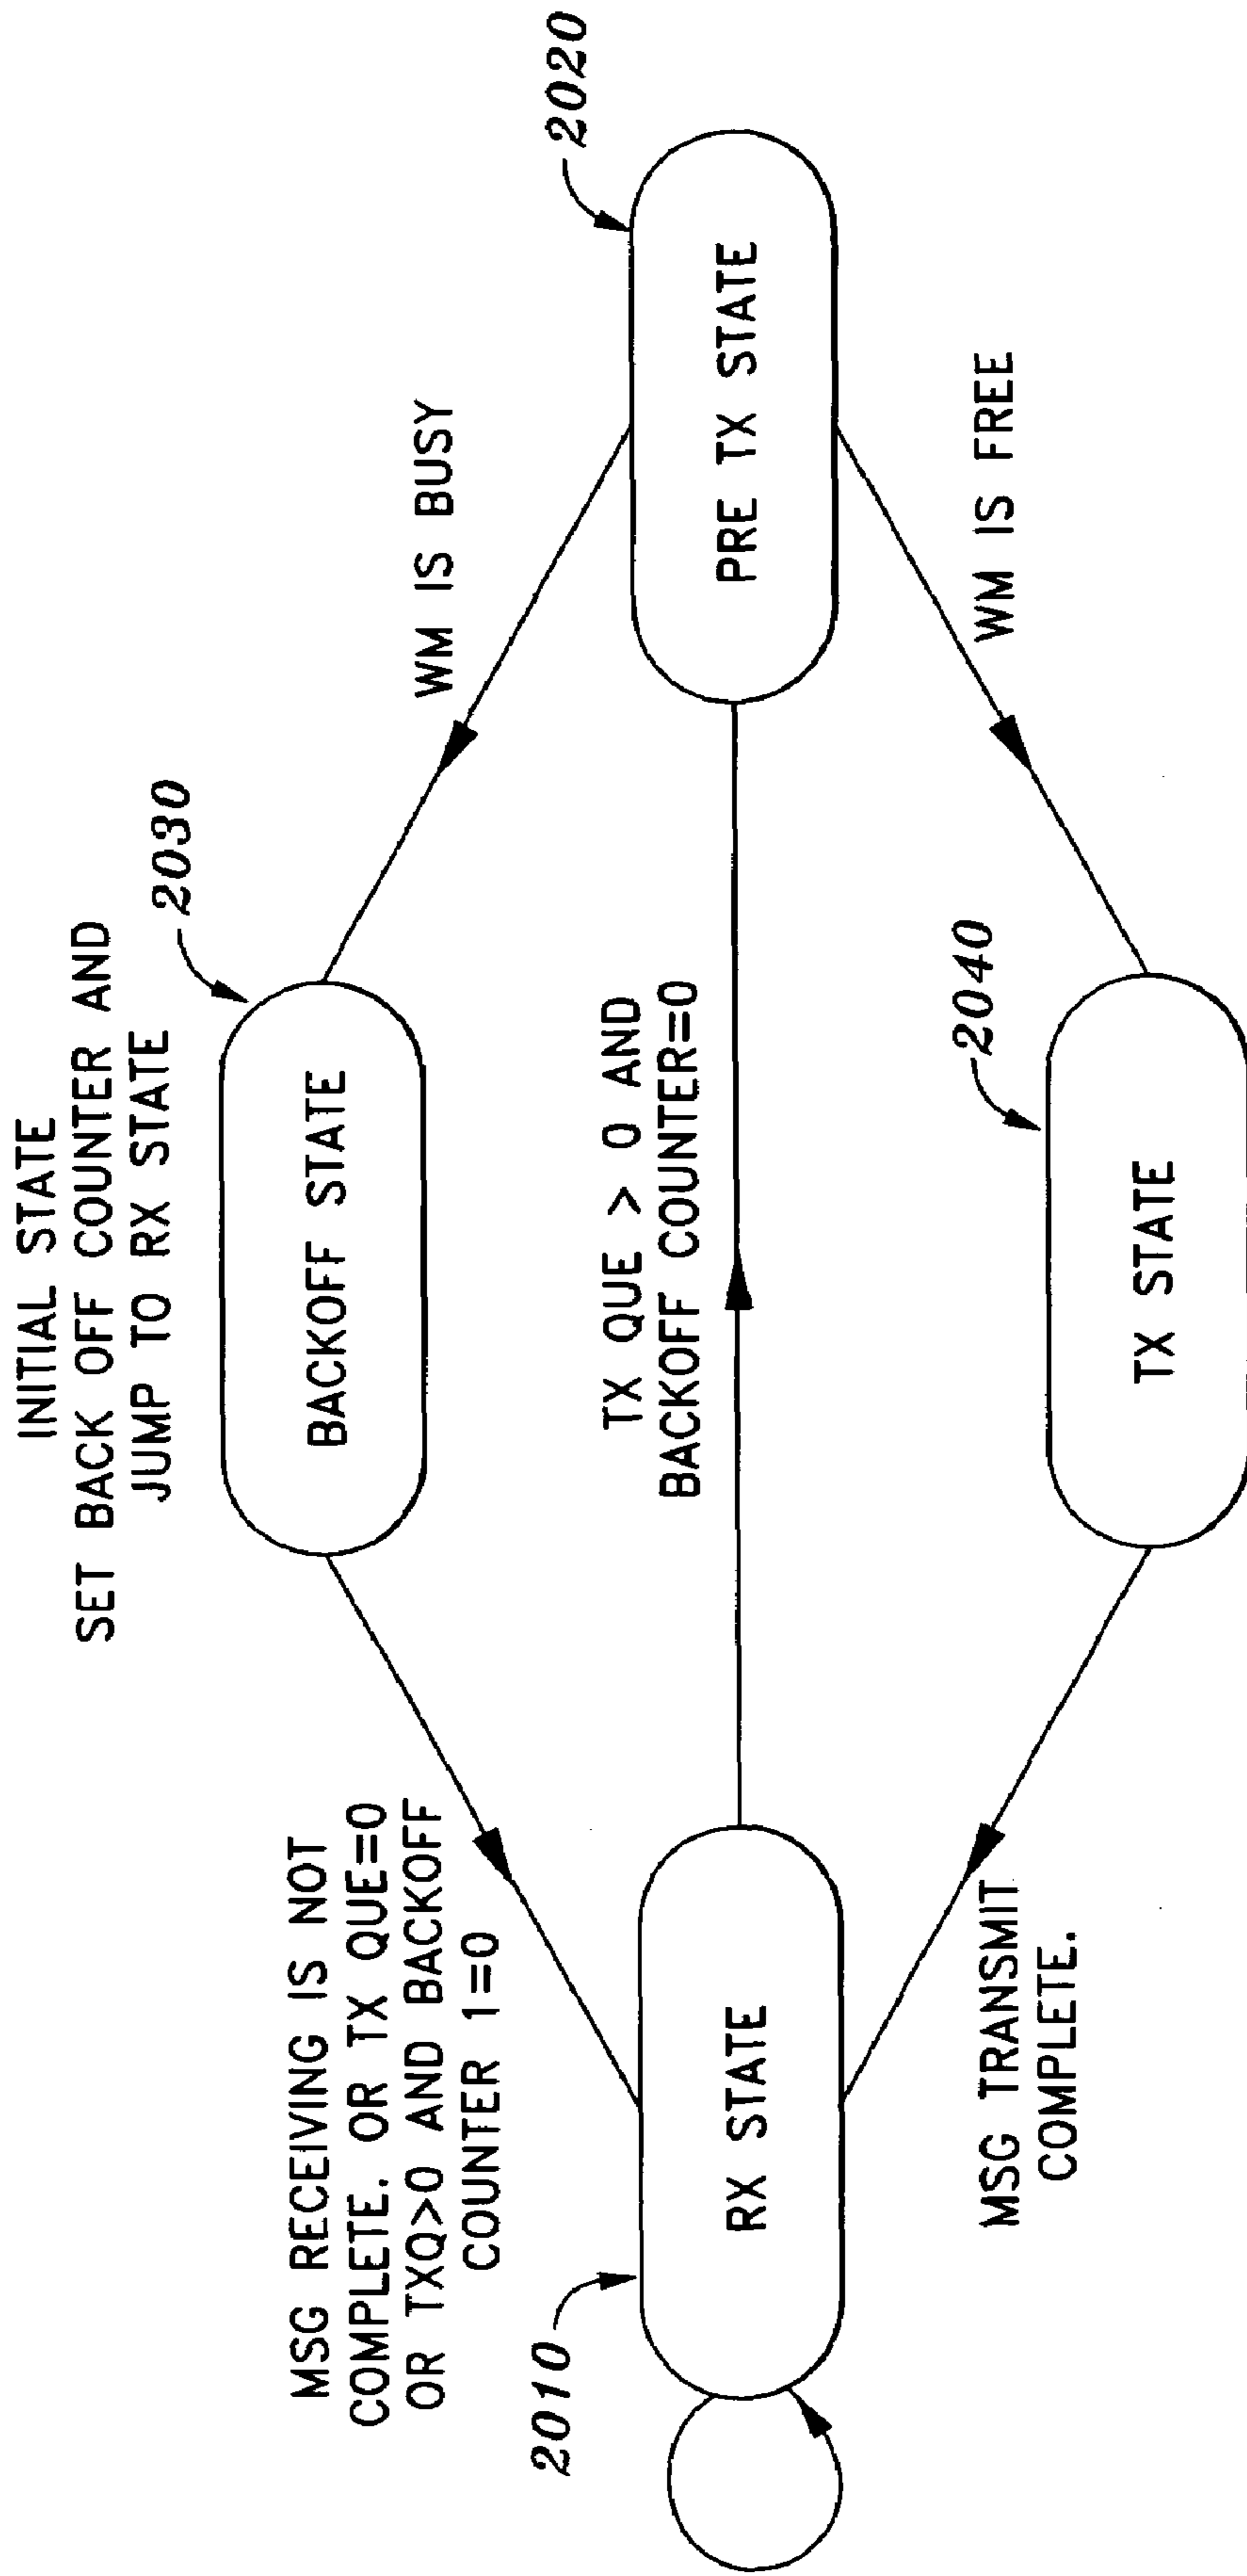 INITIAL STATE
SET BACK OFF COUNTER AND
JUMP TO RX STATE
2030
BACKOFF STATE
MSG RECEIVING IS NOT
COMPLETE. OR TX QUE=0
OR TXQ>0 AND BACKOFF
COUNTER 1=0
WM IS BUSY
2010
RX STATE
TX QUE > 0 AND
BACKOFF COUNTER=0
2020
PRE TX STATE
MSG TRANSMIT
COMPLETE.
2040
TX STATE
WM IS FREE